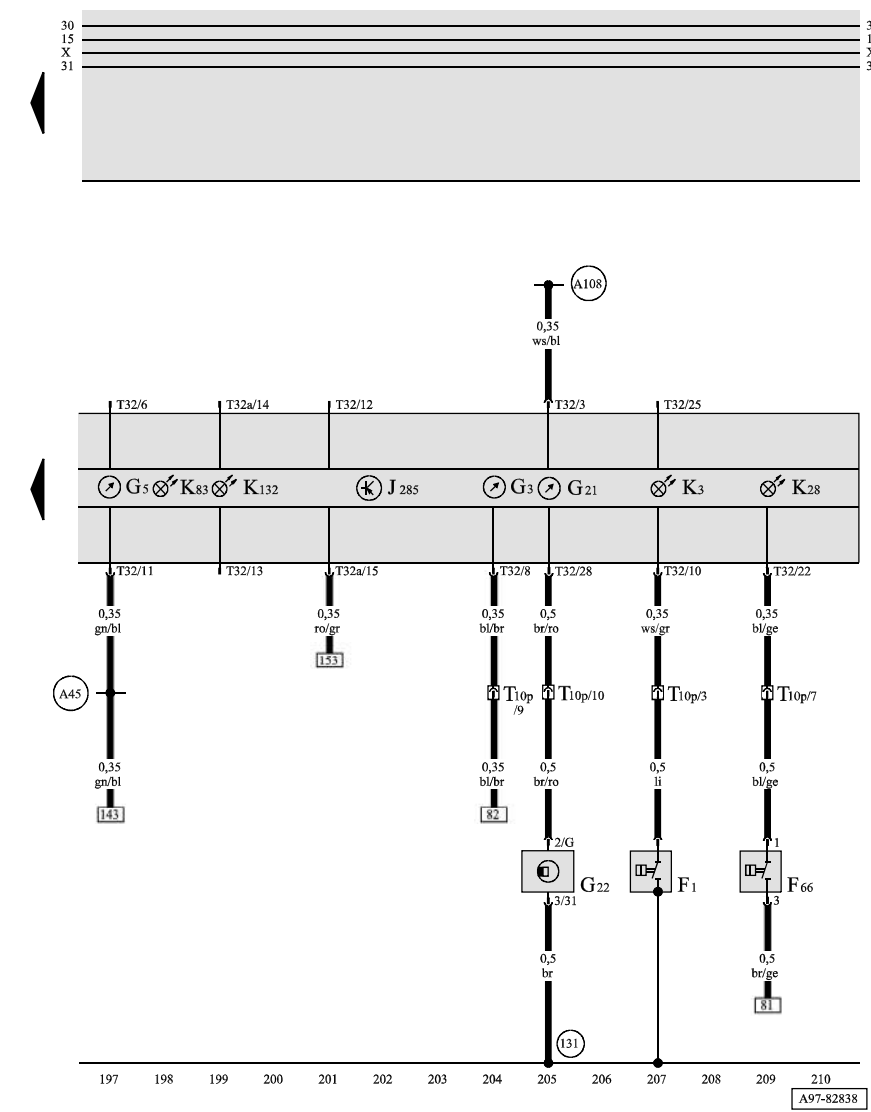 30 3
15 1
X X
31 3
A108
0,35
ws/bl
T32/6 T32a/14 T32/12 T32/3 T32/25
G5 K83 K132 J285 G3 G21 K3 K28
T32/11 T32/13 T32a/15 T32/8 T32/28 T32/10 T32/22
0,35 0,35 0,35 0,5 0,35 0,35
gn/bl ro/gr bl/br br/ro ws/gr bl/ge
153
A45 T10p T10p/10 T10p/3 T10p/7
/9
0,35 0,35 0,5 0,5 0,5
gn/bl bl/br br/ro li bl/ge
143 82
2/G 1
G22 F1 F66
3/31 3
0,5 0,5
br br/ge
81
131
197 198 199 200 201 202 203 204 205 206 207 208 209 210
A97-82838